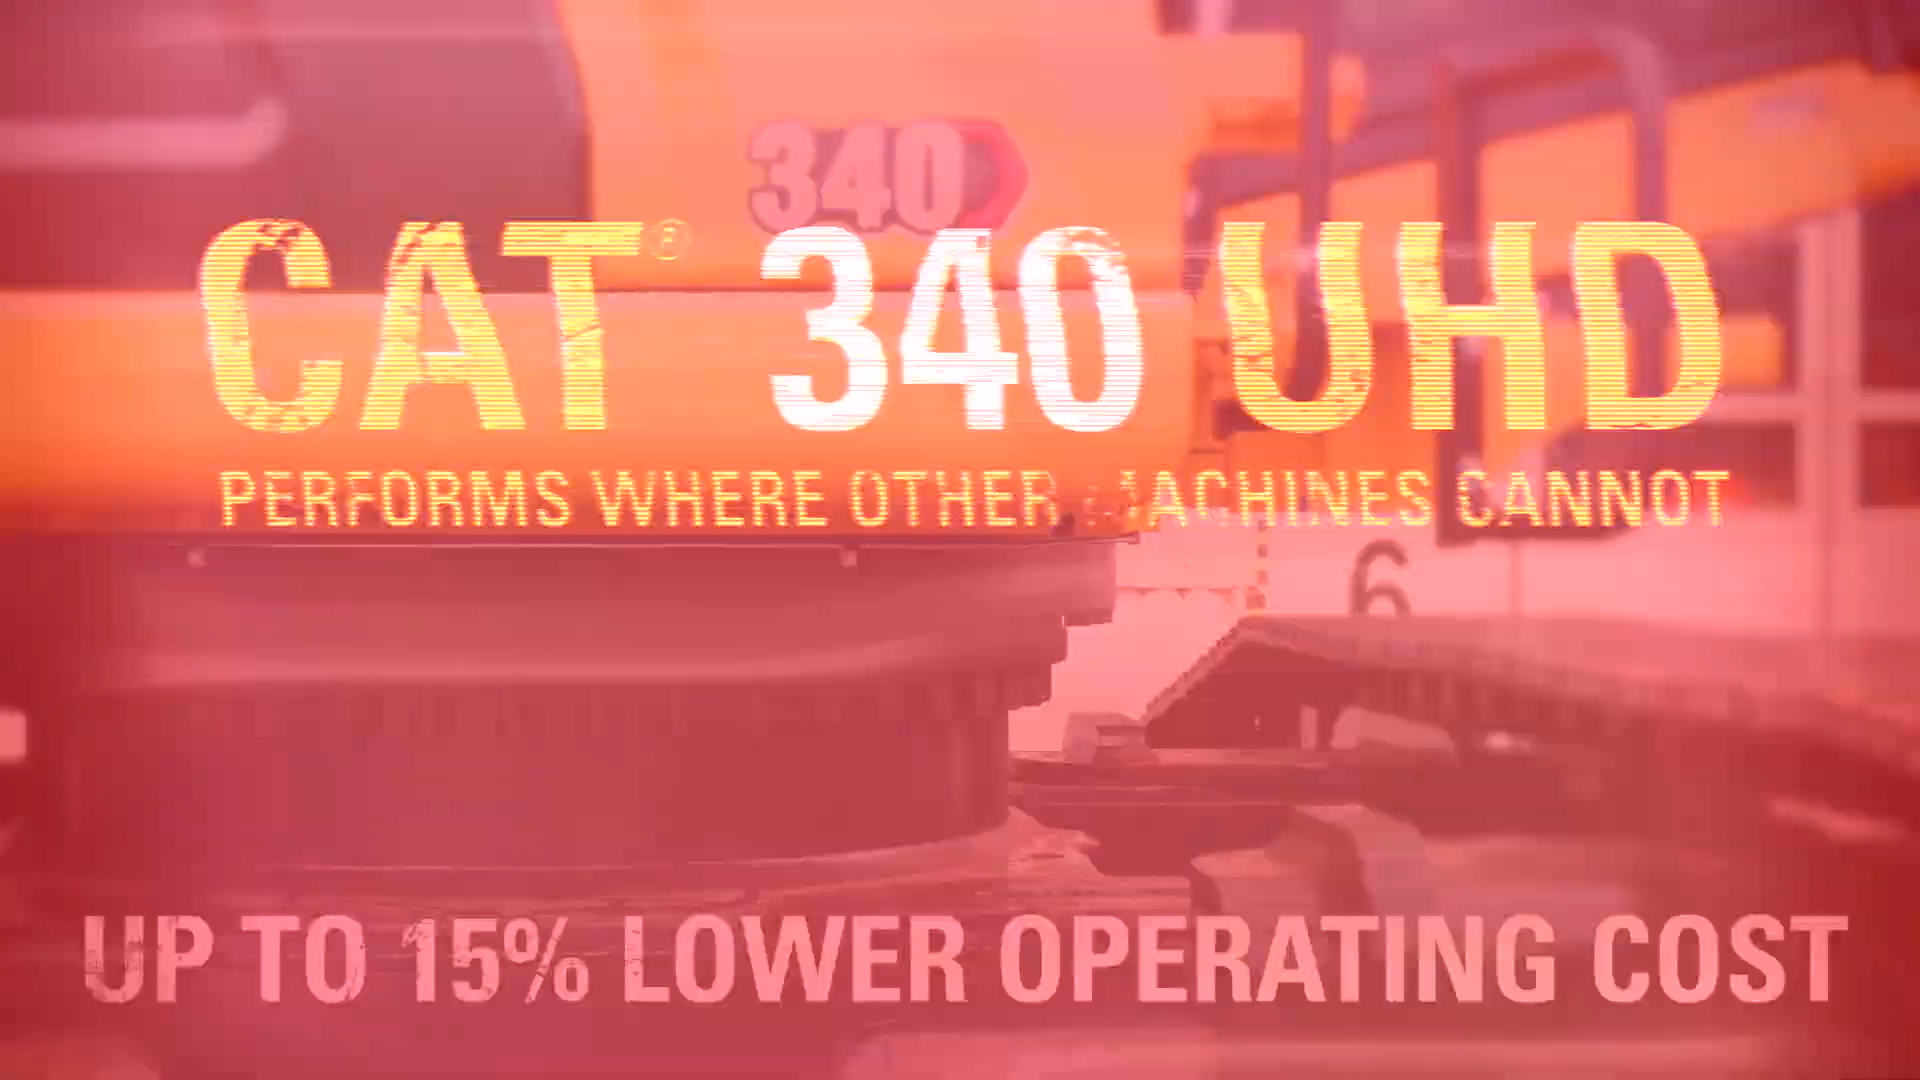 340
CAT® 340 UHD
PERFORMS WHERE OTHER MACHINES CANNOT
6
UP TO 15% LOWER OPERATING COST